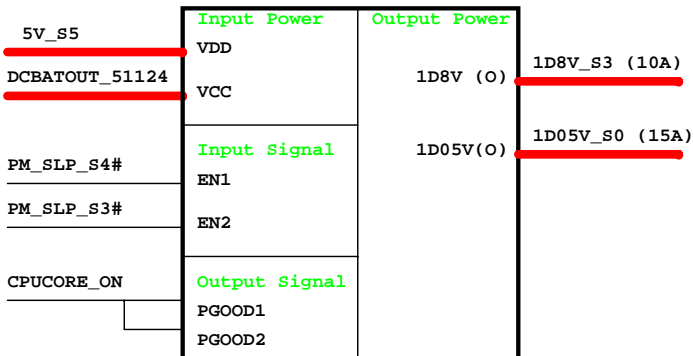 5V_S5
DCBATOUT_51124
PM_SLP_S4#
PM_SLP_S3#
CPUCORE_ON
Input Power
VDD
VCC
Input Signal
EN1
EN2
Output Signal
PGOOD1
PGOOD2
Output Power
1D8V (O)
1D05V(O)
1D8V_S3 (10A)
1D05V_S0 (15A)